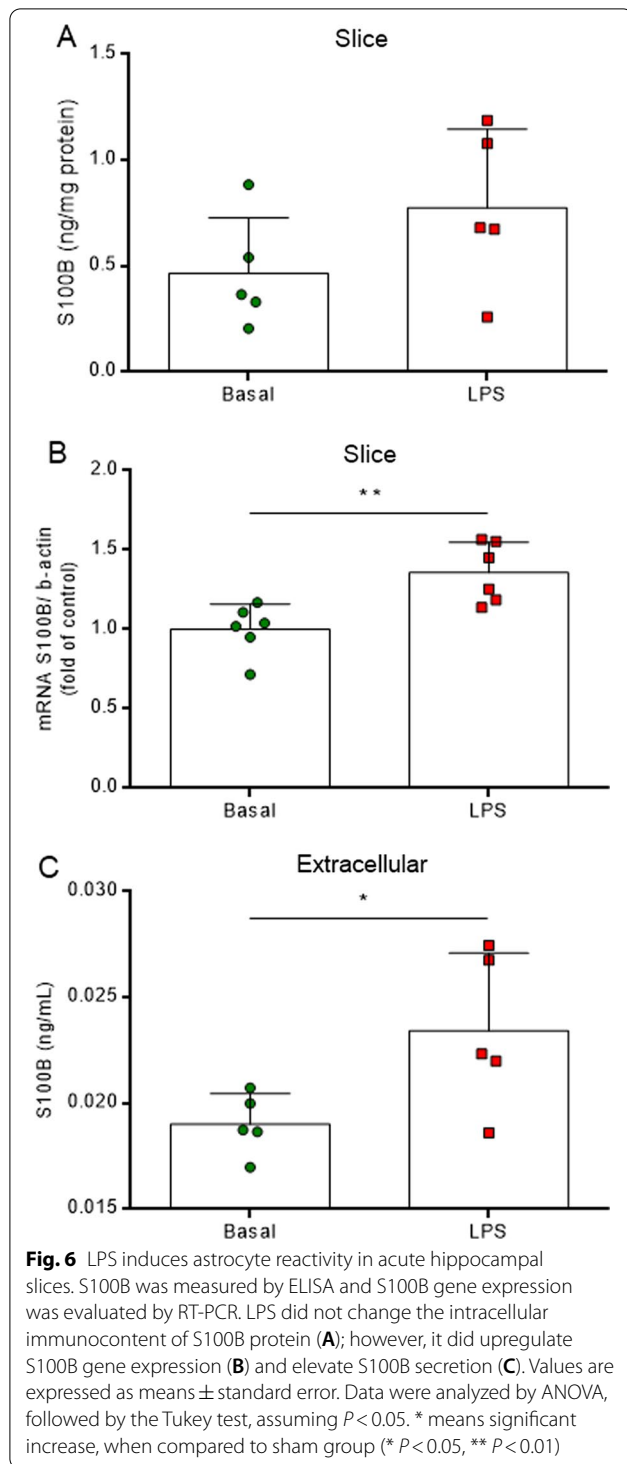 A
Slice
1.5
1.0
0.5
0.0
S100B (ng/mg protein)
Basal
LPS
B
Slice
2.0
1.5
1.0
0.5
0.0
mRNA S100B/ b-actin
(fold of control)
**
Basal
LPS
C
Extracellular
0.030
0.025
0.020
0.015
S100B (ng/mL)
*
Basal
LPS
Fig. 6 LPS induces astrocyte reactivity in acute hippocampal
slices. S100B was measured by ELISA and S100B gene expression
was evaluated by RT-PCR. LPS did not change the intracellular
immunocontent of S100B protein (A); however, it did upregulate
S100B gene expression (B) and elevate S100B secretion (C). Values are
expressed as means ± standard error. Data were analyzed by ANOVA,
followed by the Tukey test, assuming P < 0.05. * means significant
increase, when compared to sham group (* P < 0.05, ** P < 0.01)